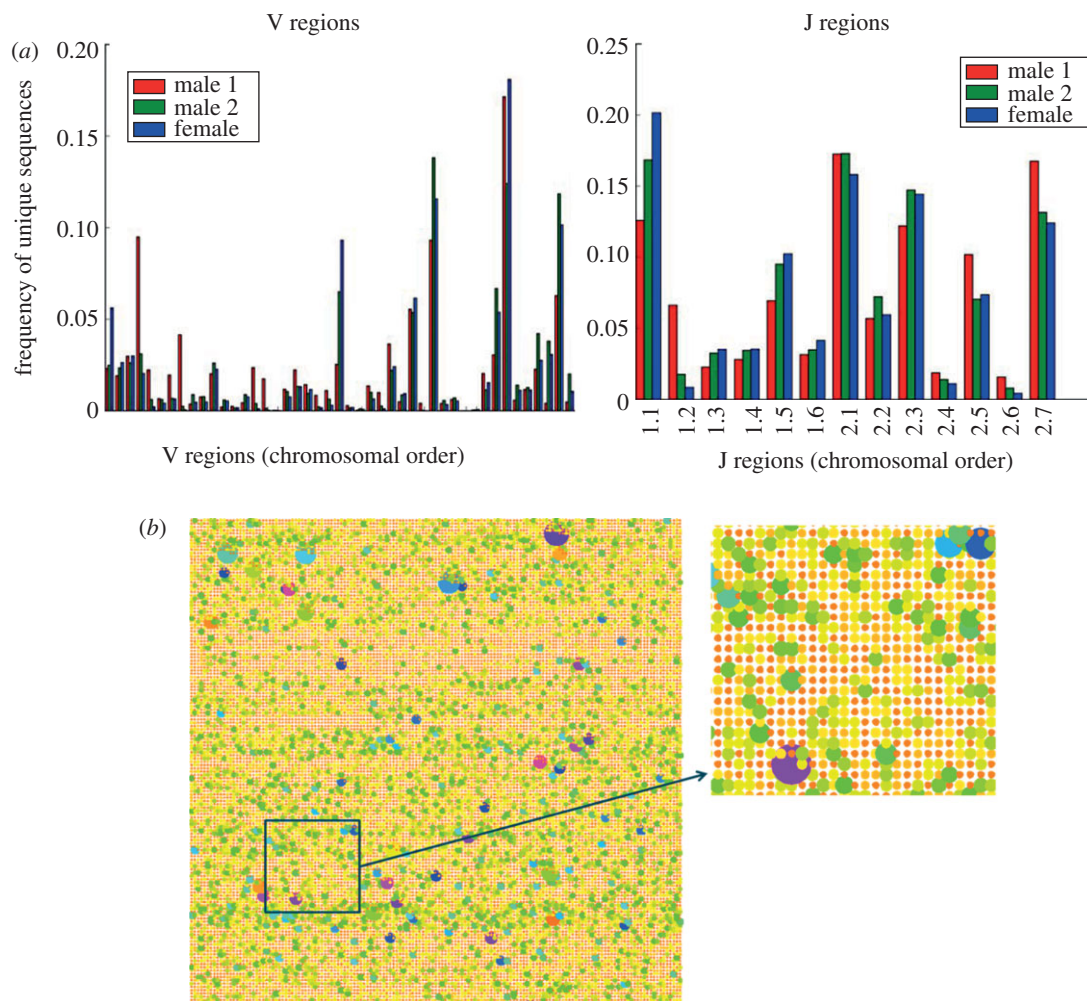 V regions
J regions
(a)
frequency of unique sequences
0.20
0.15
0.10
0.05
0
male 1
male 2
female
V regions (chromosomal order)
0.25
0.20
0.15
0.10
0.05
0
male 1
male 2
female
1.1
1.2
1.3
1.4
1.5
1.6
2.1
2.2
2.3
2.4
2.5
2.6
2.7
J regions (chromosomal order)
(b)